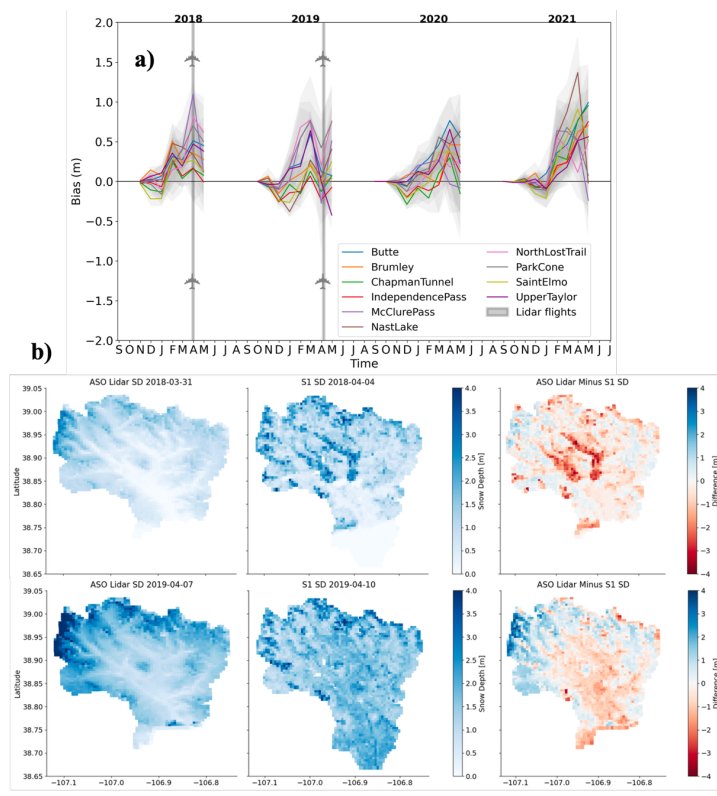 2018 2019 2020 2021
a)
2.0
1.5
1.0
0.5
0.0
−0.5
−1.0
−1.5
−2.0
Bias (m)
Butte
Brumley
ChapmanTunnel
IndependencePass
McClurePass
NastLake
NorthLostTrail
ParkCone
SaintElmo
UpperTaylor
Lidar flights
S O N D J F M A M J J A S O N D J F M A M J J A S O N D J F M A M J J A S O N D J F M A M J J
Time
b)
ASO Lidar SD 2018-03-31
S1 SD 2018-04-04
ASO Lidar Minus S1 SD
39.05
39.00
38.95
38.90
38.85
38.80
38.75
38.70
38.65
Latitude
4.0
3.5
3.0
2.5
2.0
1.5
1.0
0.5
0.0
Snow Depth [m]
4
3
2
1
0
−1
−2
−3
−4
Difference [m]
ASO Lidar SD 2019-04-07
S1 SD 2019-04-10
ASO Lidar Minus S1 SD
39.05
39.00
38.95
38.90
38.85
38.80
38.75
38.70
38.65
Latitude
−107.1 −107.0 −106.9 −106.8
−107.1 −107.0 −106.9 −106.8
−107.1 −107.0 −106.9 −106.8
4.0
3.5
3.0
2.5
2.0
1.5
1.0
0.5
0.0
Snow Depth [m]
4
3
2
1
0
−1
−2
−3
−4
Difference [m]